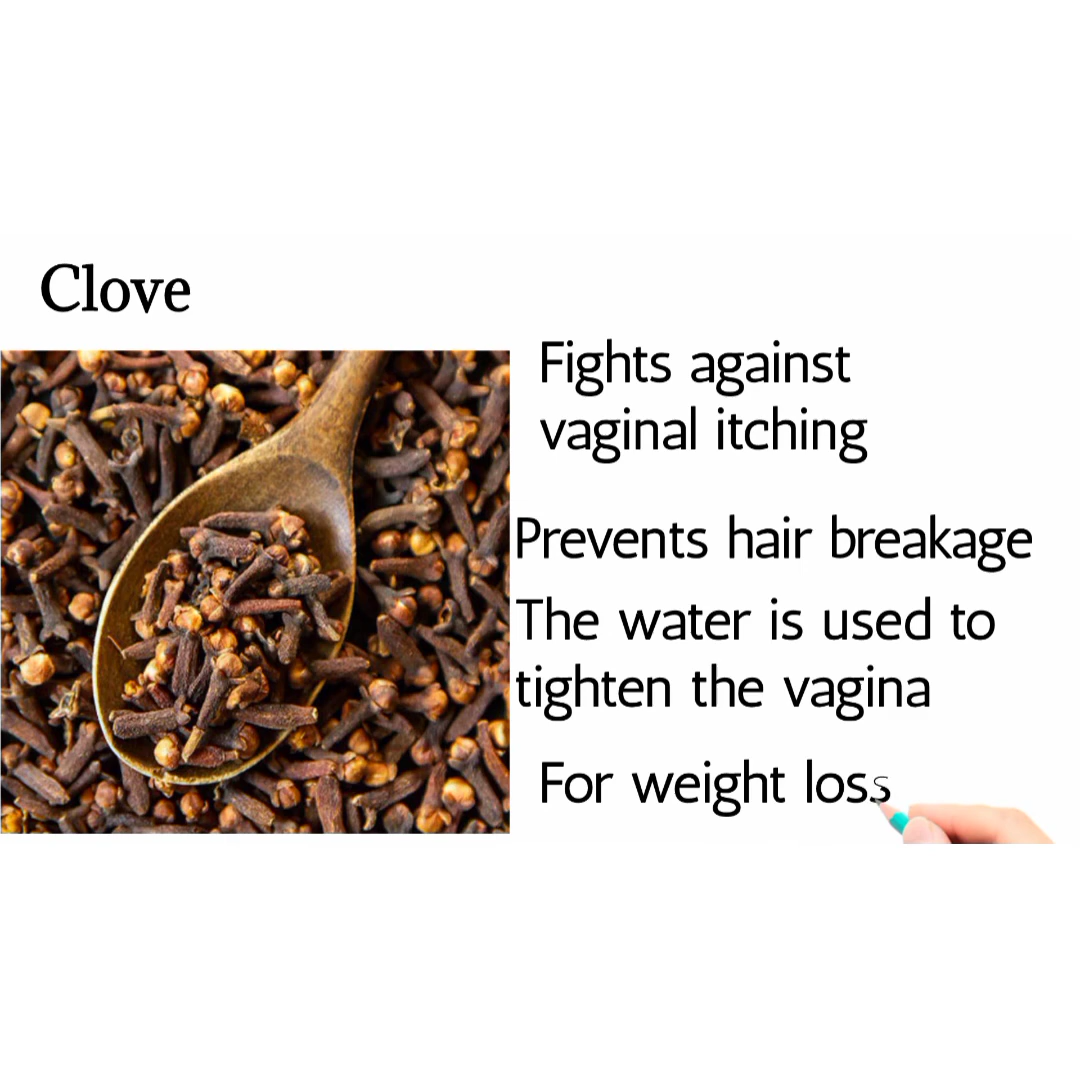 Clove
Fights against
vaginal itching
Prevents hair breakage
The water is used to
tighten the vagina
For weight loss